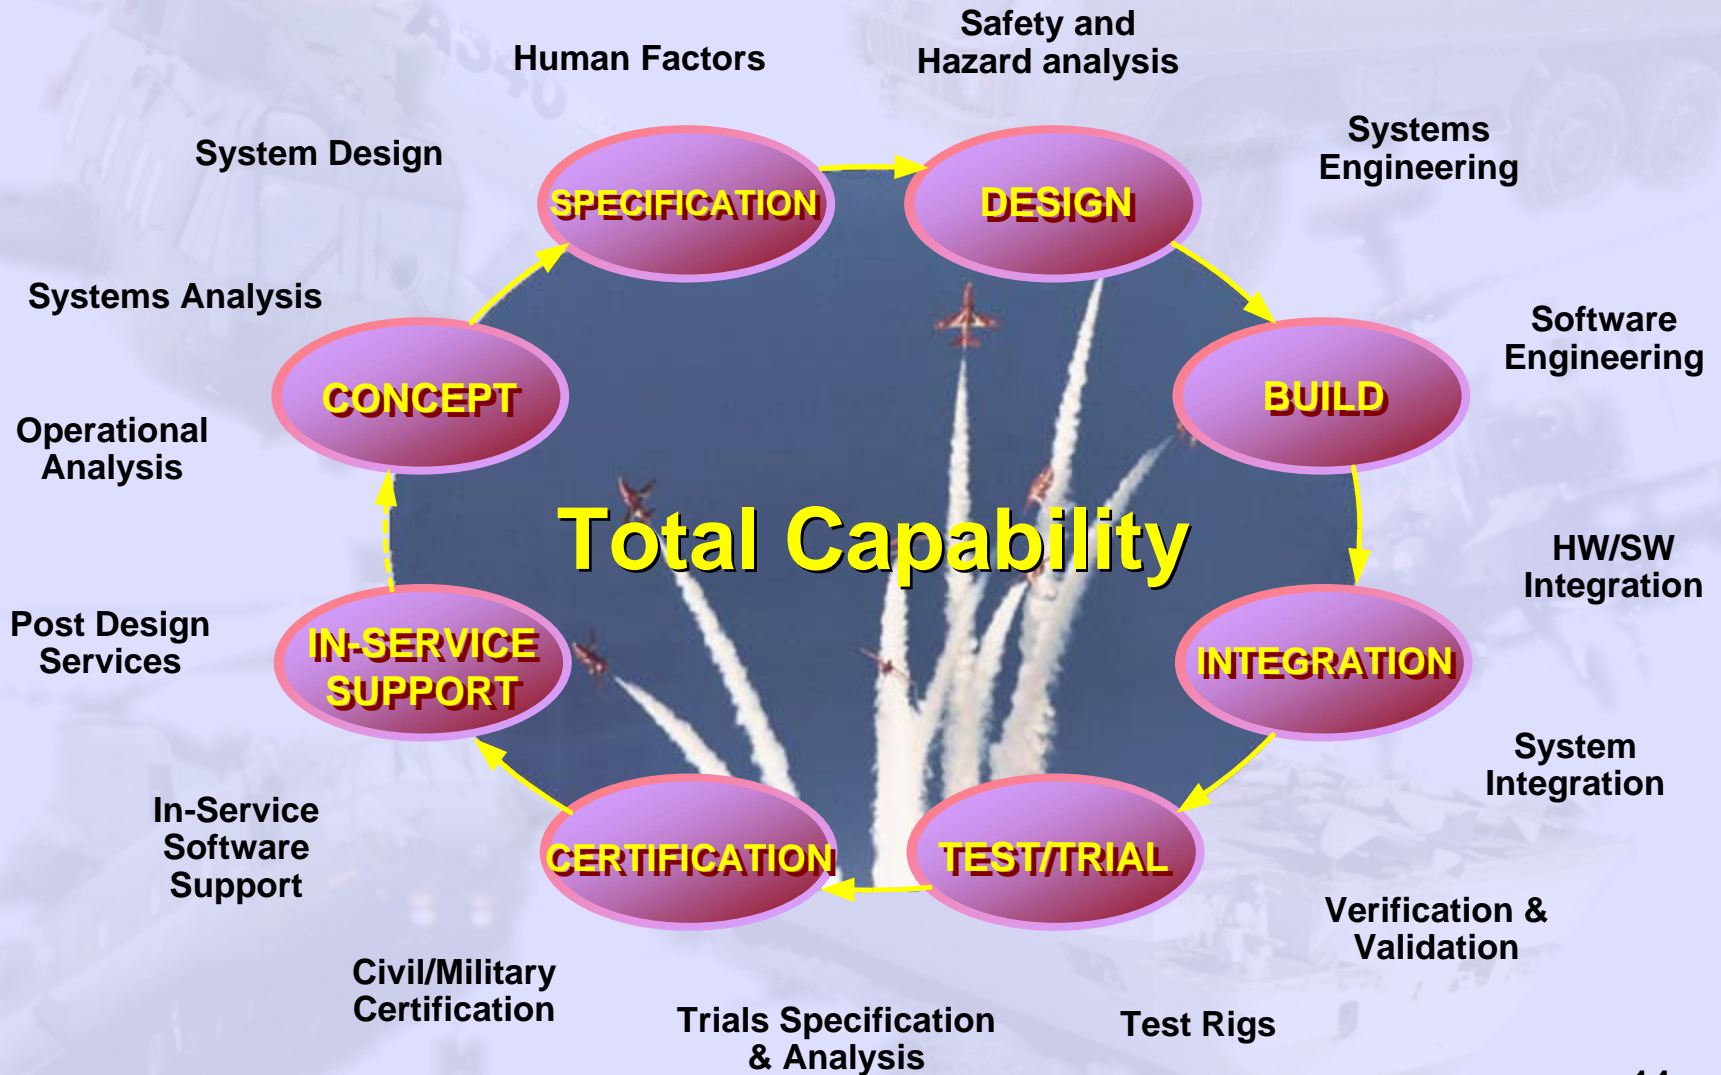 Safety and
Hazard analysis
Human Factors
Systems
Engineering
System Design
SPECIFICATION
DESIGN
Systems Analysis
Software
Engineering
CONCEPT
BUILD
Operational
Analysis
Total Capability
HW/SW
Integration
Post Design
Services
IN-SERVICE
SUPPORT
INTEGRATION
System
Integration
In-Service
Software
Support
CERTIFICATION
TEST/TRIAL
Verification &
Validation
Civil/Military
Certification
Trials Specification
& Analysis
Test Rigs
A340